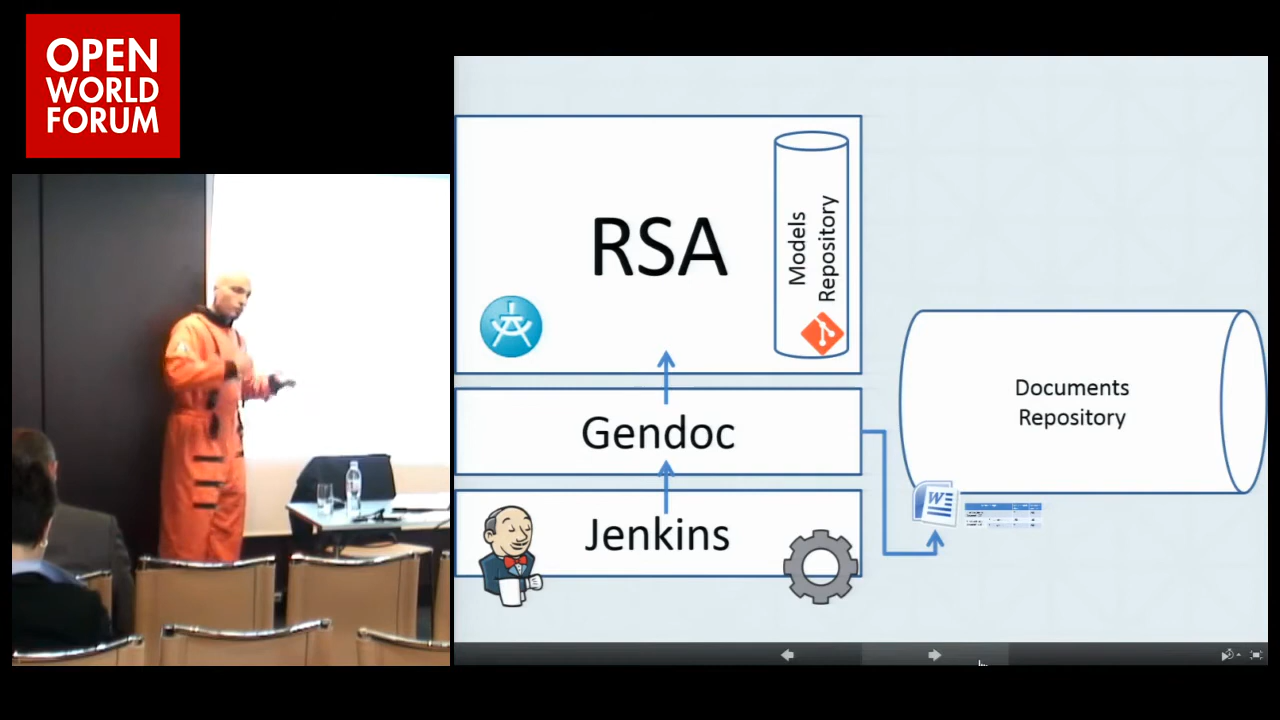 OPEN
WORLD
FORUM
RSA
Models
Repository
Gendoc
Jenkins
Documents
Repository
W